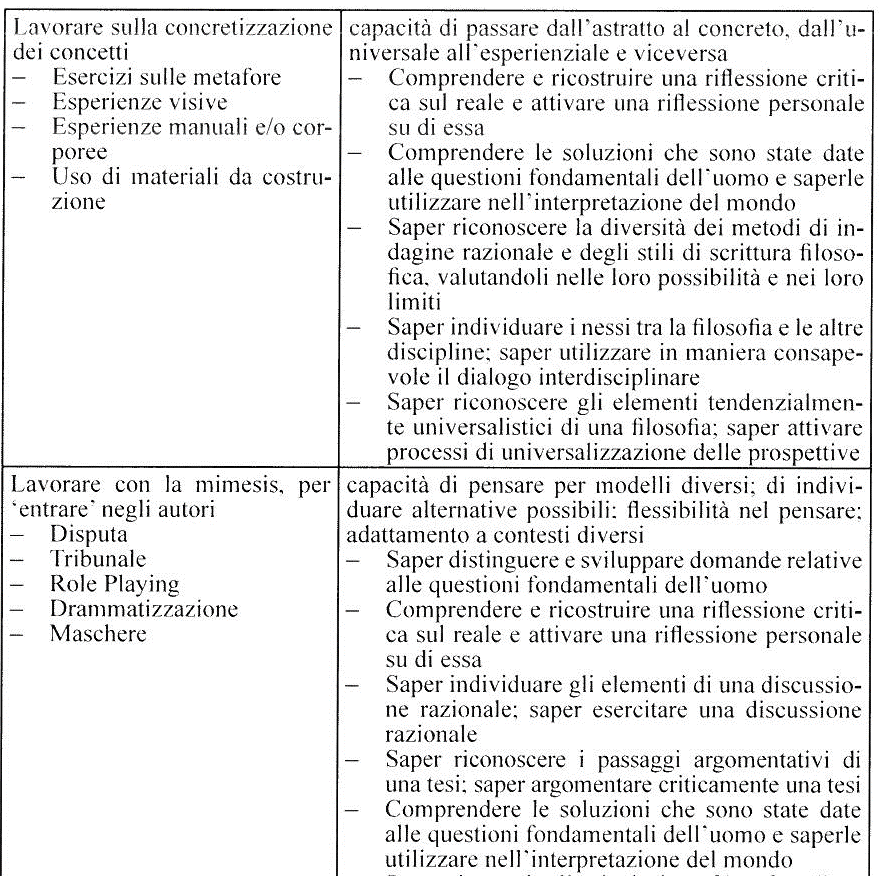 Lavorare sulla concretizzazione
dei concetti
– Esercizi sulle metafore
– Esperienze visive
– Esperienze manuali e/o cor-
poree
– Uso di materiali da costru-
zione
capacità di passare dall'astratto al concreto, dall'u-
niversale all'esperienziale e viceversa
– Comprendere e ricostruire una riflessione criti-
ca sul reale e attivare una riflessione personale
su di essa
– Comprendere le soluzioni che sono state date
alle questioni fondamentali dell'uomo e saperle
utilizzare nell'interpretazione del mondo
– Saper riconoscere la diversità dei metodi di in-
dagine razionale e degli stili di scrittura filoso-
fica, valutandoli nelle loro possibilità e nei loro
limiti
– Saper individuare i nessi tra la filosofia e le altre
discipline; saper utilizzare in maniera consape-
vole il dialogo interdisciplinare
– Saper riconoscere gli elementi tendenzialmen-
te universalistici di una filosofia; saper attivare
processi di universalizzazione delle prospettive
Lavorare con la mimesis, per
'entrare' negli autori
– Disputa
– Tribunale
– Role Playing
– Drammatizzazione
– Maschere
capacità di pensare per modelli diversi; di indivi-
duare alternative possibili; flessibilità nel pensare;
adattamento a contesti diversi
– Saper distinguere e sviluppare domande relative
alle questioni fondamentali dell'uomo
– Comprendere e ricostruire una riflessione criti-
ca sul reale e attivare una riflessione personale
su di essa
– Saper individuare gli elementi di una discussio-
ne razionale; saper esercitare una discussione
razionale
– Saper riconoscere i passaggi argomentativi di
una tesi; saper argomentare criticamente una tesi
– Comprendere le soluzioni che sono state date
alle questioni fondamentali dell'uomo e saperle
utilizzare nell'interpretazione del mondo